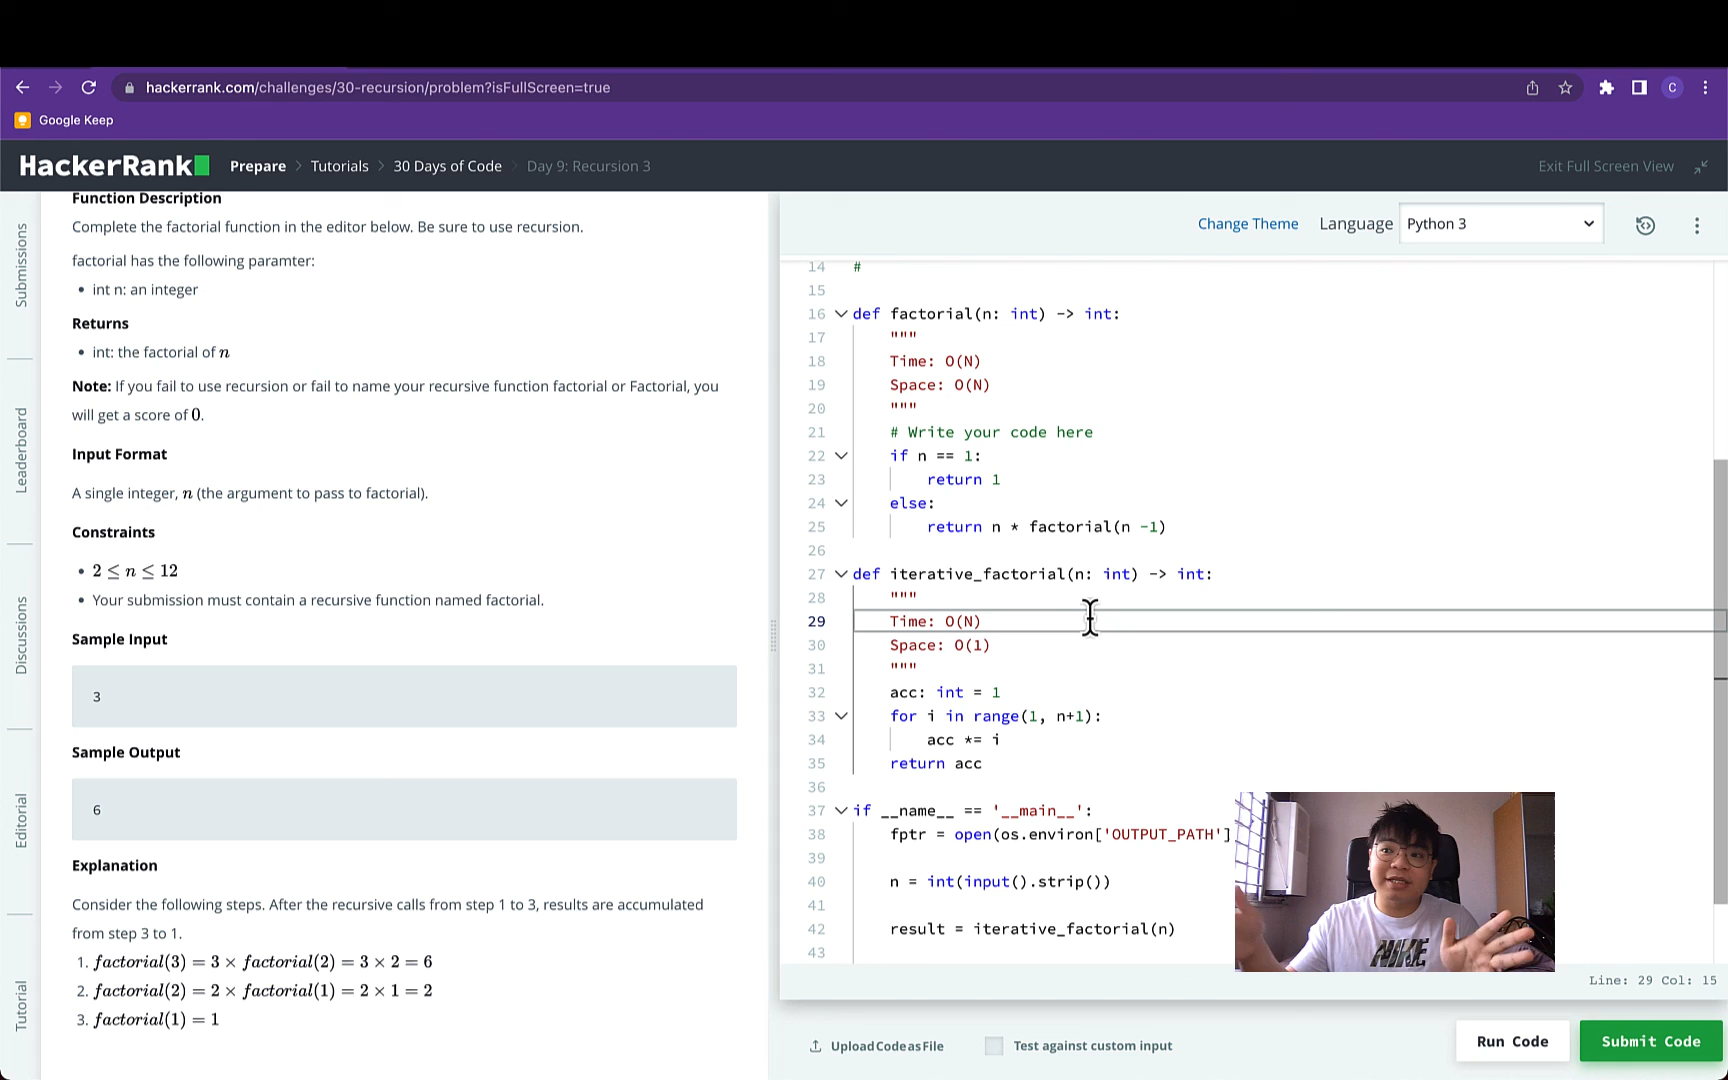 hackerrank.com/challenges/30-recursion/problem?isFullScreen=true
C
Google Keep
HackerRank
Prepare > Tutorials > 30 Days of Code > Day 9: Recursion 3
Exit Full Screen View
Submissions
Leaderboard
Discussions
Editorial
Tutorial
Function Description
Complete the factorial function in the editor below. Be sure to use recursion.
factorial has the following paramter:
• int n: an integer
Returns
• int: the factorial of n
Note: If you fail to use recursion or fail to name your recursive function factorial or Factorial, you
will get a score of 0.
Input Format
A single integer, n (the argument to pass to factorial).
Constraints
• 2 ≤ n ≤ 12
• Your submission must contain a recursive function named factorial.
Sample Input
3
Sample Output
6
Explanation
Consider the following steps. After the recursive calls from step 1 to 3, results are accumulated
from step 3 to 1.
1. factorial(3) = 3 × factorial(2) = 3 × 2 = 6
2. factorial(2) = 2 × factorial(1) = 2 × 1 = 2
3. factorial(1) = 1
Change Theme Language Python 3
14 #
15
16 def factorial(n: int) -> int:
17 """
18 Time: O(N)
19 Space: O(N)
20 """
21 # Write your code here
22 if n == 1:
23 return 1
24 else:
25 return n * factorial(n -1)
26
27 def iterative_factorial(n: int) -> int:
28 """
29 Time: O(N)
30 Space: O(1)
31 """
32 acc: int = 1
33 for i in range(1, n+1):
34 acc *= i
35 return acc
36
37 if __name__ == '__main__':
38 fptr = open(os.environ['OUTPUT_PATH']
39
40 n = int(input().strip())
41
42 result = iterative_factorial(n)
43
NIKE
Line: 29 Col: 15
Upload Code as File
Test against custom input
Run Code
Submit Code